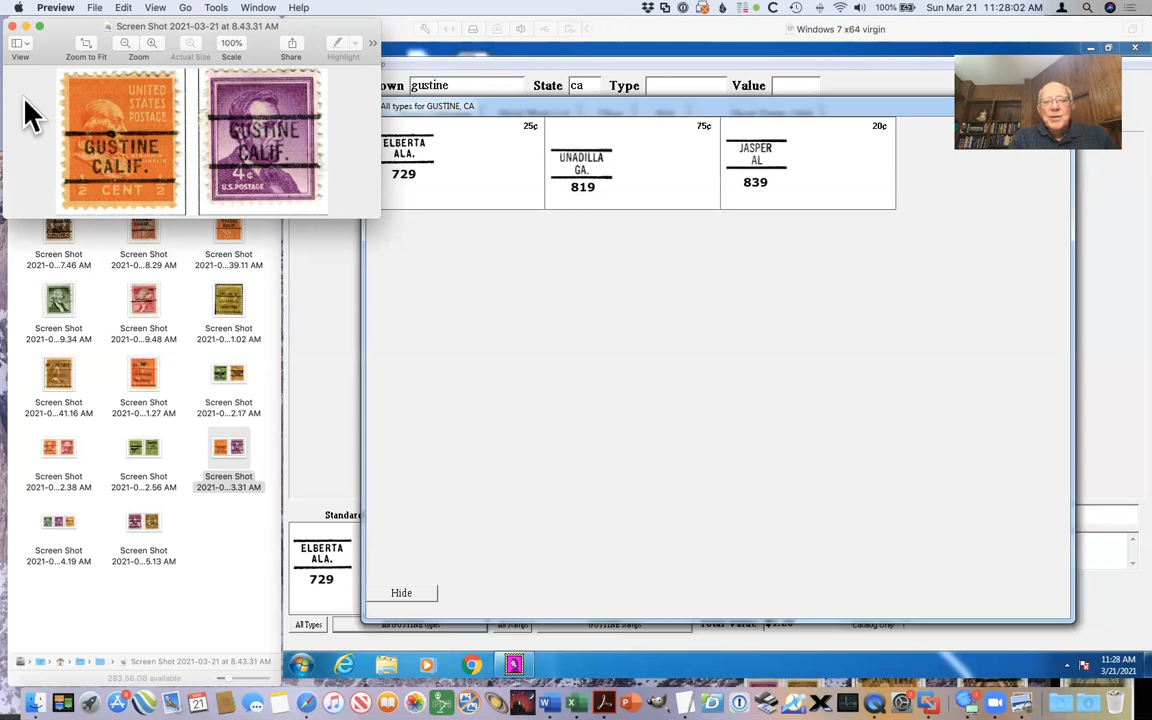 Preview File Edit View Go Tools Window Help
100% Sun Mar 21 11:28:02 AM
Screen Shot 2021-03-21 at 8.43.31 AM
100%
View Zoom to Fit Zoom Actual Size Scale Share Highlight
Windows 7 x64 virgin
own gustine State ca Type Value
All types for GUSTINE, CA
UNITED
STATES
POSTAGE
GUSTINE
CALIF.
1/2 CENT 1/2
GUSTINE
CALIF.
4¢
U.S. POSTAGE
25¢
ELBERTA
ALA.
729
75¢
UNADILLA
GA.
819
20¢
JASPER
AL
839
Screen Shot
2021-0...7.46 AM
Screen Shot
2021-0...8.29 AM
Screen Shot
2021-0...39.11 AM
Screen Shot
2021-0...9.34 AM
Screen Shot
2021-0...9.48 AM
Screen Shot
2021-0...1.02 AM
Screen Shot
2021-0...41.16 AM
Screen Shot
2021-0...1.27 AM
Screen Shot
2021-0...2.17 AM
Screen Shot
2021-0...2.38 AM
Screen Shot
2021-0...2.56 AM
Screen Shot
2021-0...3.31 AM
Screen Shot
2021-0...4.19 AM
Screen Shot
2021-0...5.13 AM
Standard
ELBERTA
ALA.
729
Hide
All Types
Screen Shot 2021-03-21 at 8.43.31 AM
283.56 GB available
11:28 AM
3/21/2021